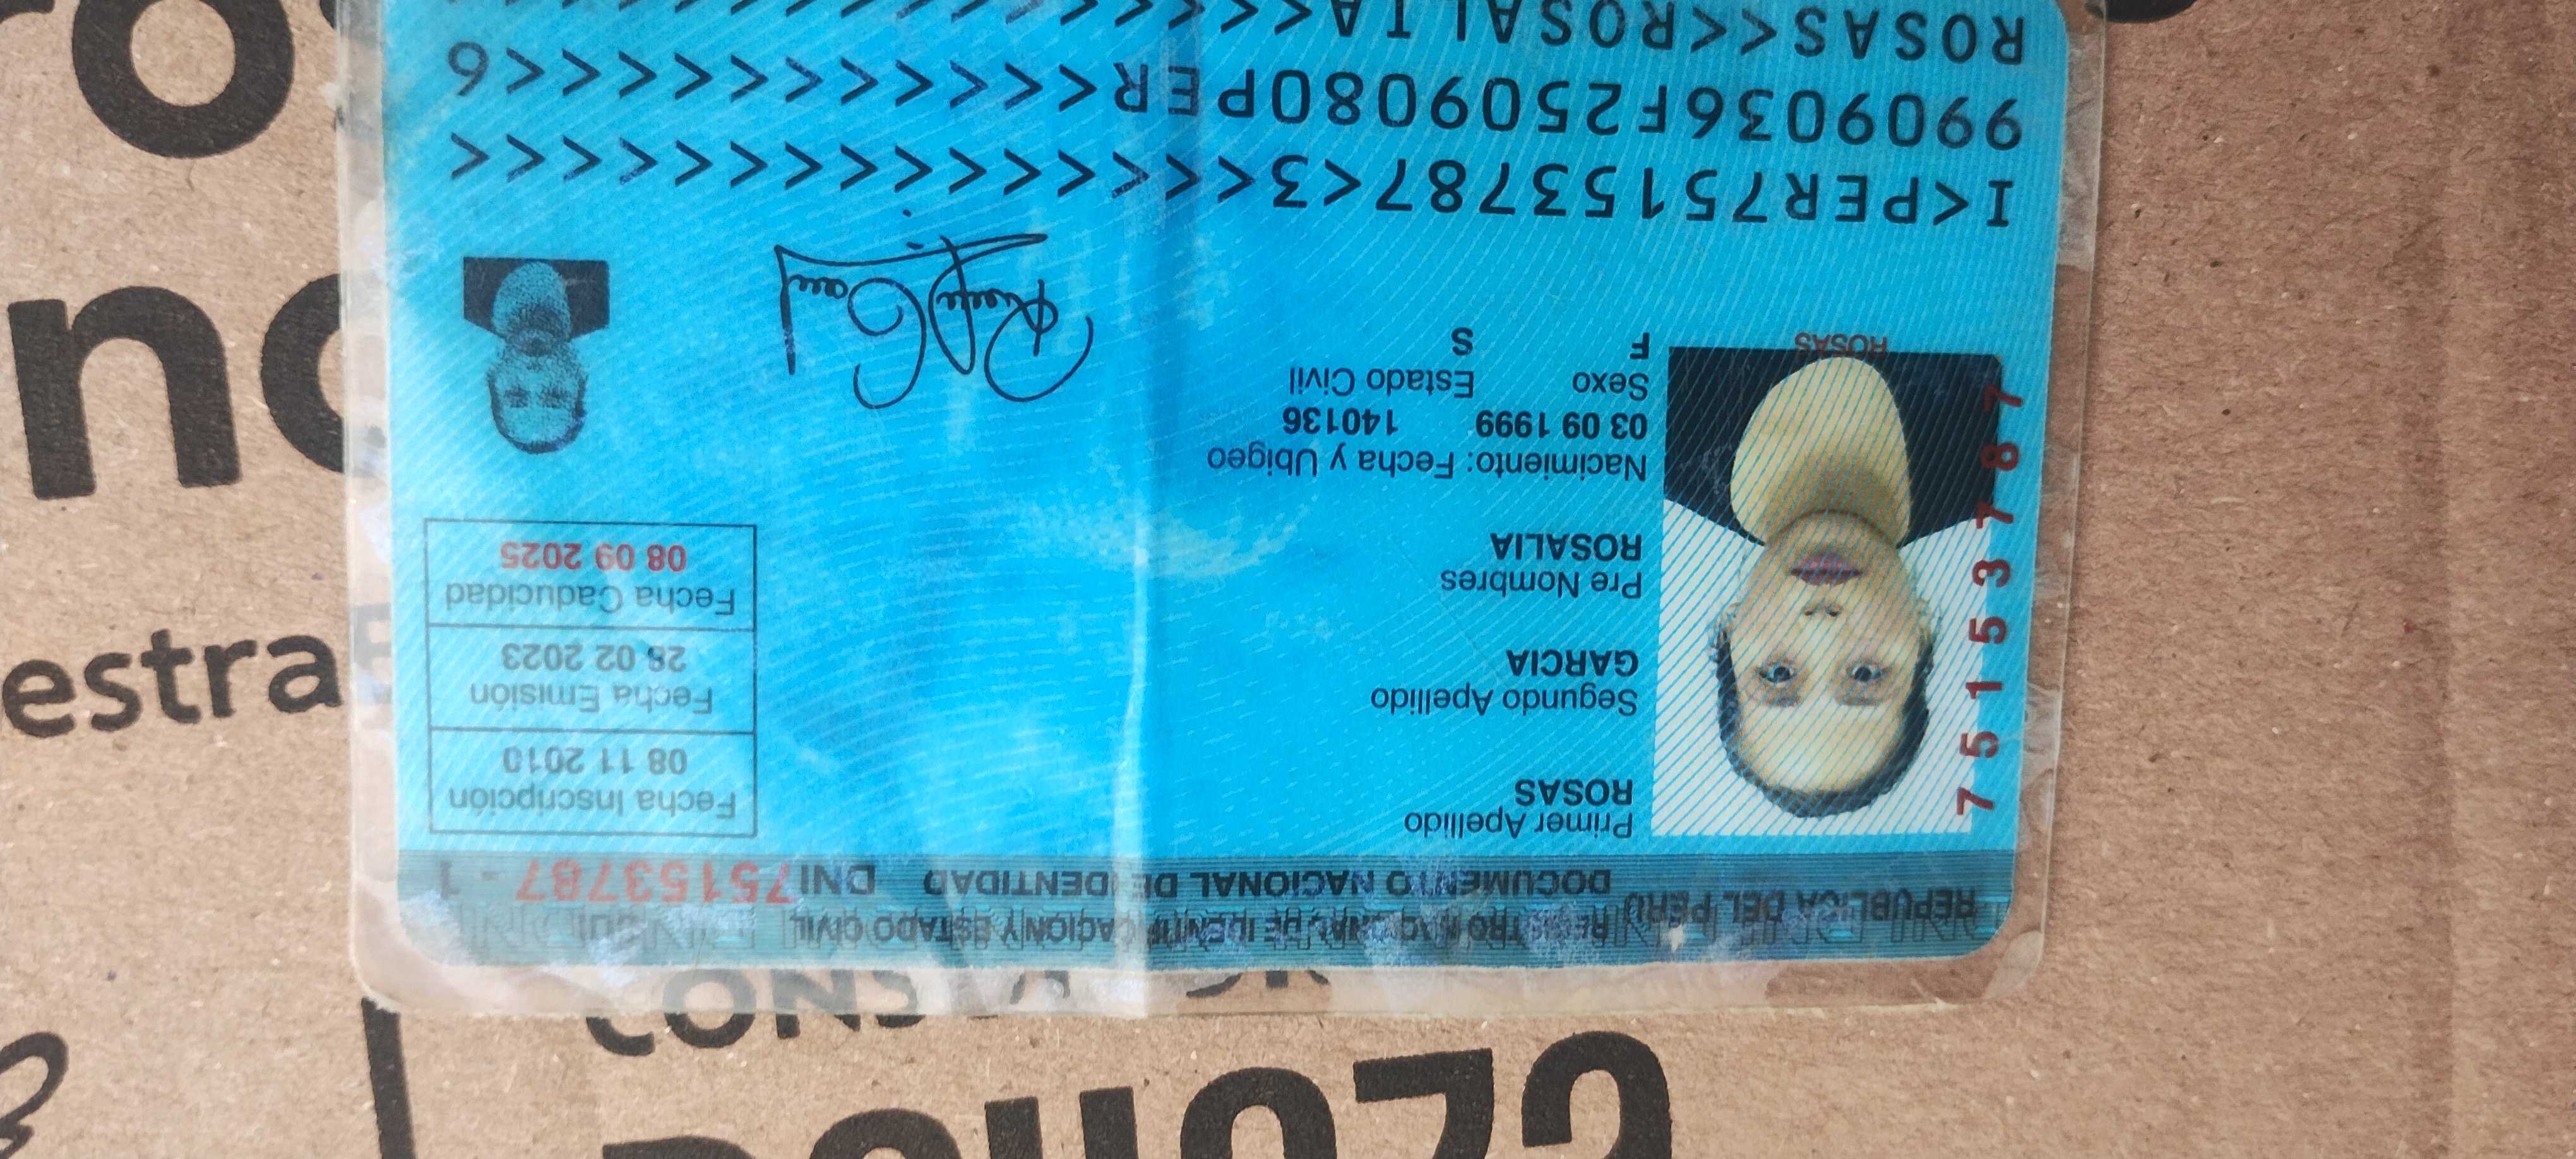 REPUBLICA DEL PERU
REGISTRO NACIONAL DE IDENTIFICACION Y ESTADO CIVIL
DOCUMENTO NACIONAL DE IDENTIDAD DNI 75153787 - 1
Primer Apellido
ROSAS
Segundo Apellido
GARCIA
Pre Nombres
ROSALIA
Nacimiento: Fecha y Ubigeo
03 09 1999 140136
Sexo Estado Civil
F S
Fecha Inscripción
08 11 2010
Fecha Emisión
28 02 2023
Fecha Caducidad
08 09 2025
75153787
ROSAS
I<PER75153787<3<<<<<<<<<<<<<<<
9909036F2509080PER<<<<<<<<<<<6
ROSAS<<ROSALIA<<<<<<<<<<<<<<<<
estra